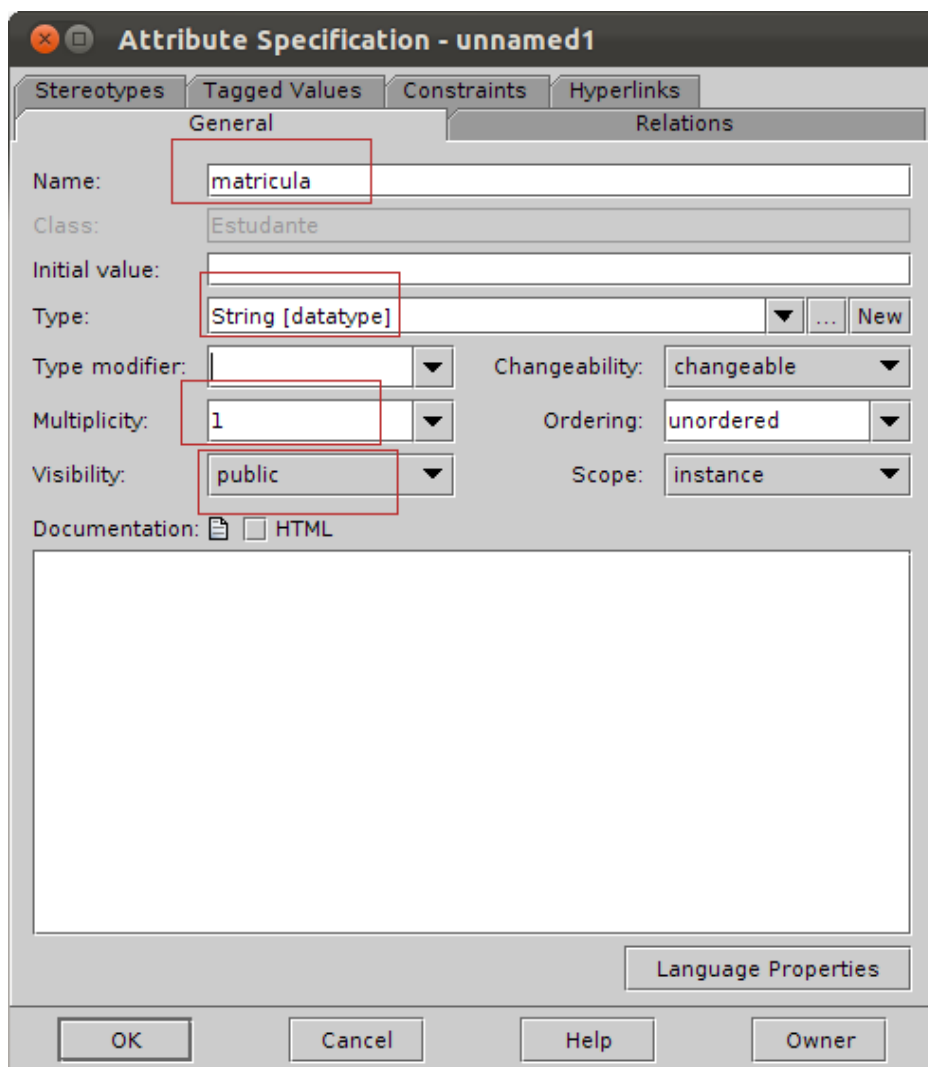 Attribute Specification - unnamed1
Stereotypes Tagged Values Constraints Hyperlinks
General Relations
Name: matricula
Class: Estudante
Initial value:
Type: String [datatype] ... New
Type modifier: Changeability: changeable
Multiplicity: 1 Ordering: unordered
Visibility: public Scope: instance
Documentation: HTML
Language Properties
OK Cancel Help Owner